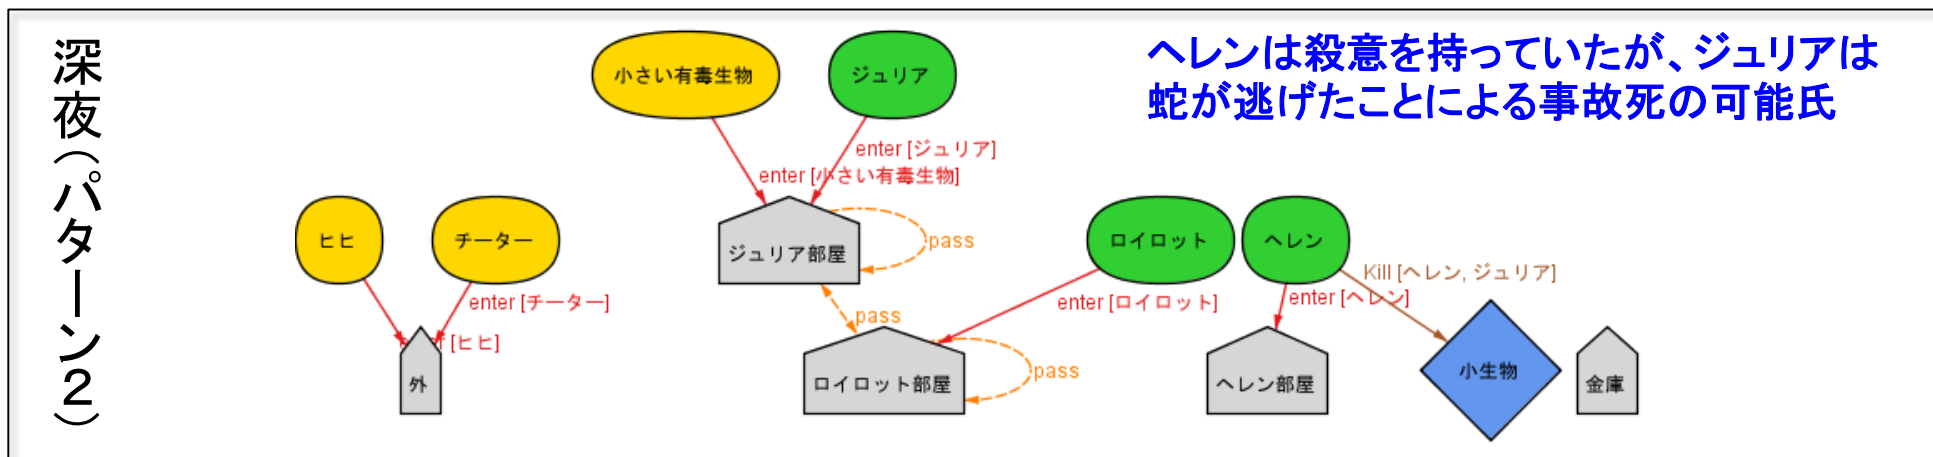 深夜(パターン2)
ヘレンは殺意を持っていたが、ジュリアは
蛇が逃げたことによる事故死の可能氏
小さい有毒生物
ジュリア
enter [ジュリア]
enter [小さい有毒生物]
ヒヒ
チーター
ジュリア部屋
pass
ロイロット
ヘレン
Kill [ヘレン, ジュリア]
enter [チーター]
enter [ロイロット]
enter [ヘレン]
pass
[ヒヒ]
外
ロイロット部屋
pass
ヘレン部屋
小生物
金庫